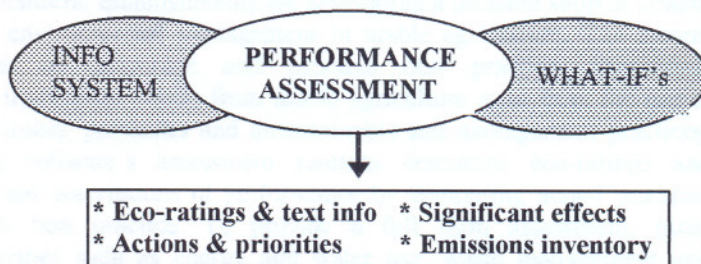 INFO
SYSTEM
PERFORMANCE
ASSESSMENT
WHAT-IF's
* Eco-ratings & text info * Significant effects
* Actions & priorities * Emissions inventory